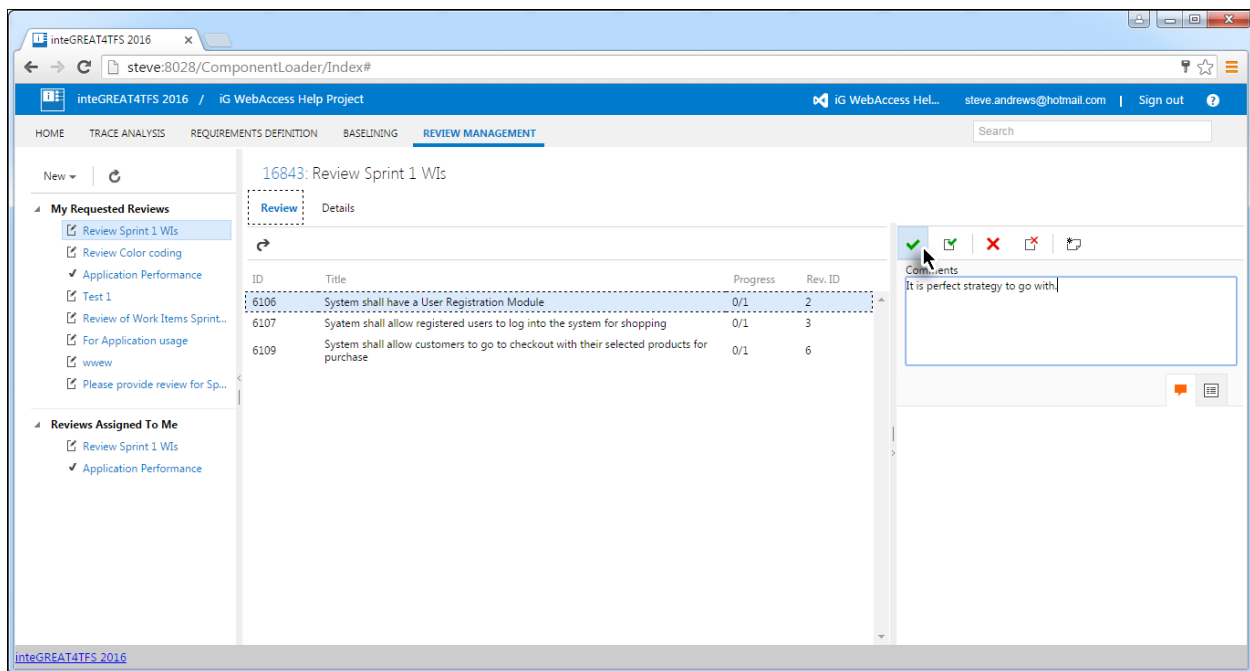 inteGREAT4TFS 2016
steve:8028/ComponentLoader/Index#
inteGREAT4TFS 2016 / iG WebAccess Help Project
iG WebAccess Hel... steve.andrews@hotmail.com | Sign out ?
HOME TRACE ANALYSIS REQUIREMENTS DEFINITION BASELINING REVIEW MANAGEMENT
Search
New
My Requested Reviews
Review Sprint 1 WIs
Review Color coding
Application Performance
Test 1
Review of Work Items Sprint...
For Application usage
wwew
Please provide review for Sp...
Reviews Assigned To Me
Review Sprint 1 WIs
Application Performance
16843: Review Sprint 1 WIs
Review Details
ID Title Progress Rev. ID
6106 System shall have a User Registration Module 0/1 2
6107 Syatem shall allow registered users to log into the system for shopping 0/1 3
6109 System shall allow customers to go to checkout with their selected products for 0/1 6
purchase
Comments
It is perfect strategy to go with.
inteGREAT4TFS 2016